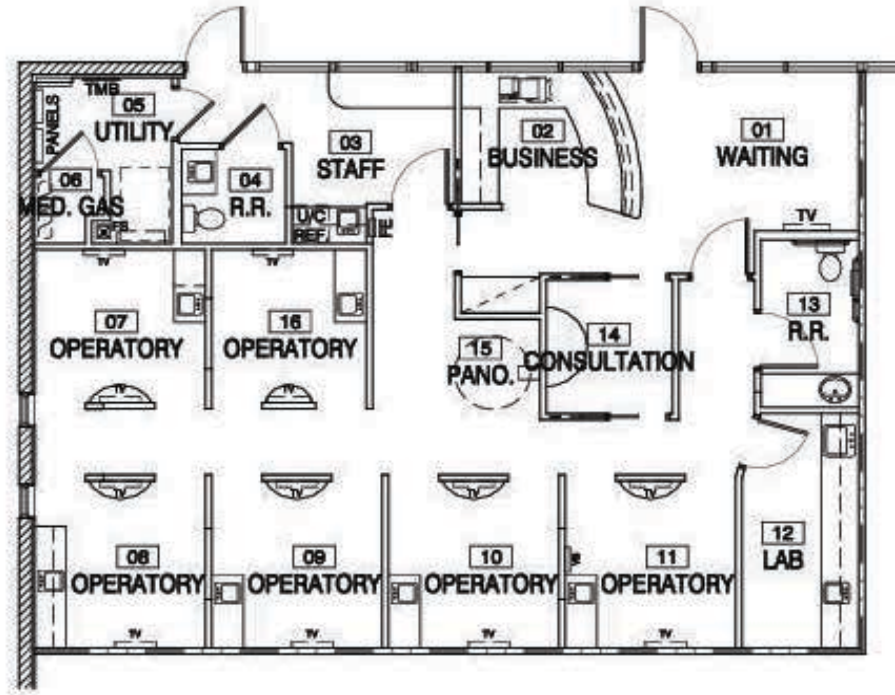 TMB
05
UTILITY
PANELS
02
BUSINESS
01
WAITING
03
STAFF
06
MED. GAS
04
R.R.
FS
U/C
REF.
FE
TV
TV
TV
07
OPERATORY
16
OPERATORY
15
PANO.
14
CONSULTATION
13
R.R.
TV
TV
TV
TV
TV
TV
08
OPERATORY
09
OPERATORY
10
OPERATORY
11
OPERATORY
12
LAB
TV
TV
TV
TV